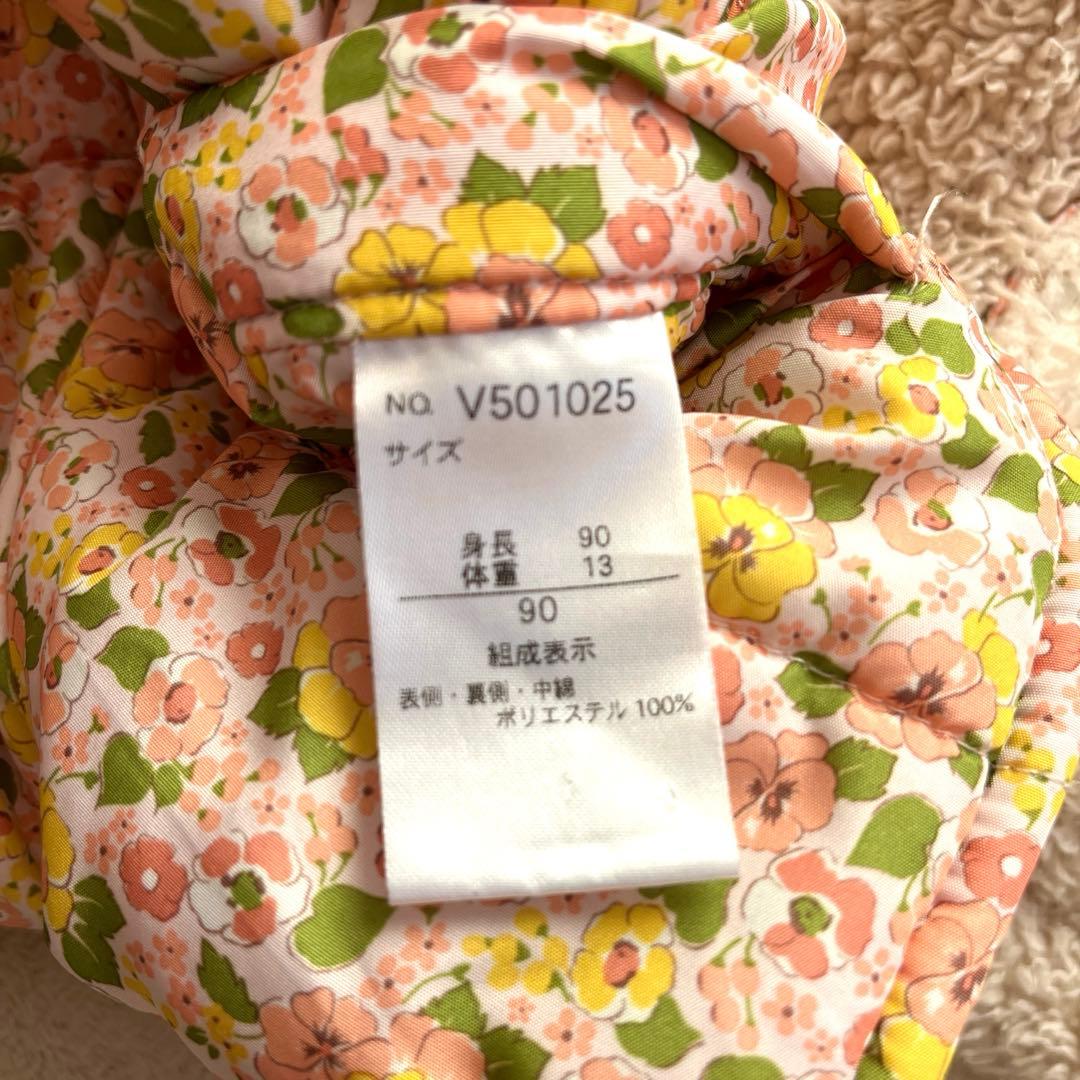 NO. V501025
サイズ
身長 90
体重 13
90
組成表示
表側・裏側・中綿
ポリエステル 100%